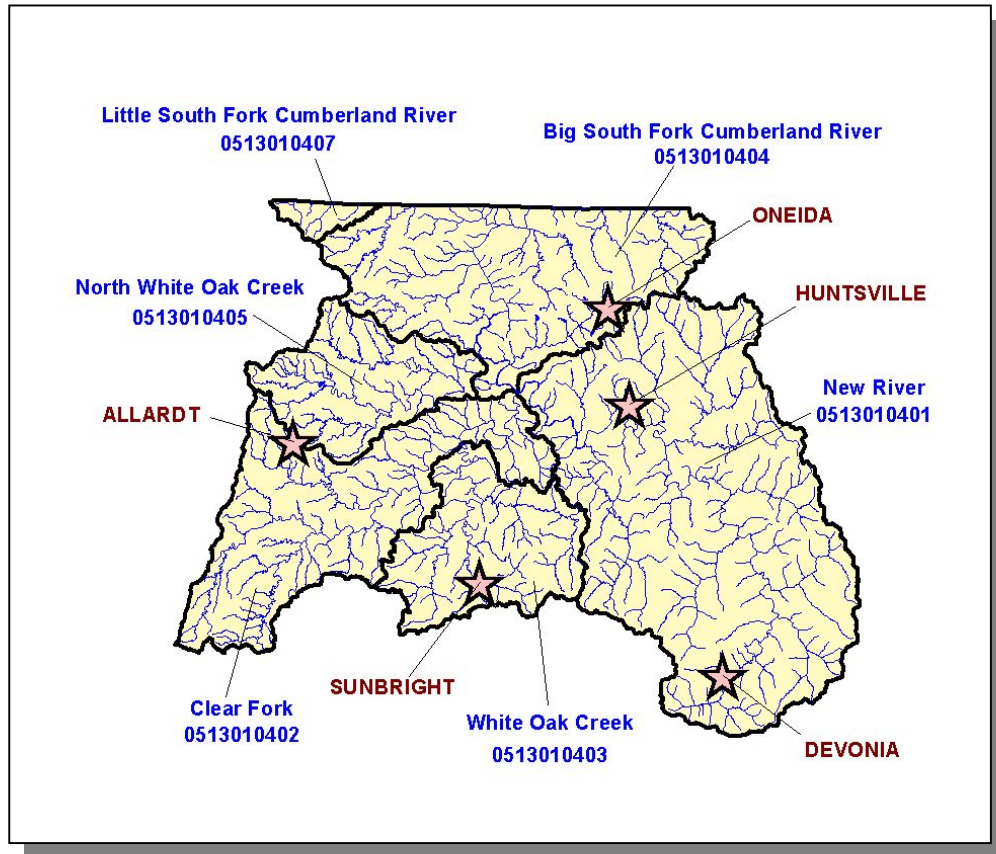 Little South Fork Cumberland River
0513010407
Big South Fork Cumberland River
0513010404
ONEIDA
North White Oak Creek
0513010405
HUNTSVILLE
New River
0513010401
ALLARDT
SUNBRIGHT
Clear Fork
0513010402
White Oak Creek
0513010403
DEVONIA